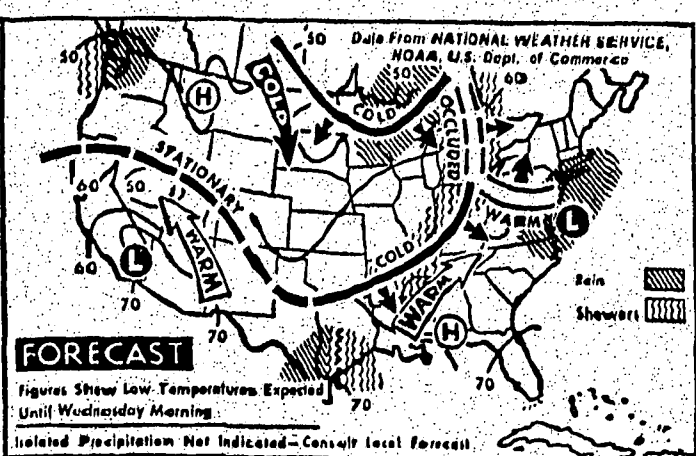 Data From NATIONAL WEATHER SERVICE,
NOAA, U.S. Dept. of Commerce
50
50
50
60
H
COLD
COLD
OCCLUDED
STATIONARY
60
50
WARM
L
COLD
WARM
L
60
WARM
70
70
H
70
70
Rain
Showers
FORECAST
Figures Show Low Temperatures Expected
Until Wednesday Morning
Isolated Precipitation Not Indicated – Consult Local Forecast